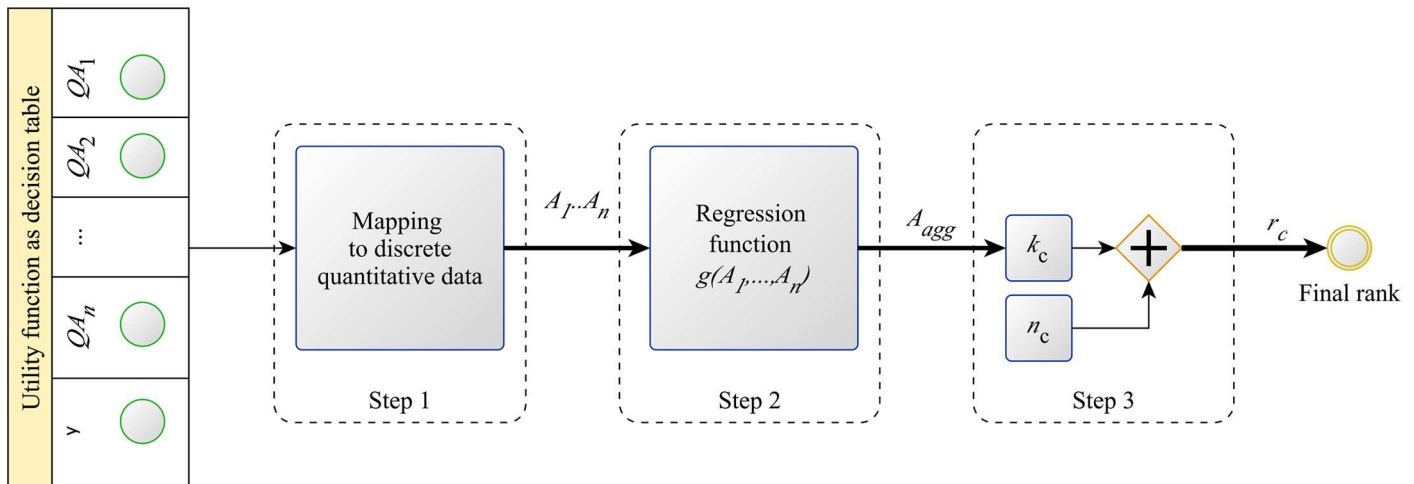 Utility function as decision table
QA1
QA2
...
QAn
y
Mapping
to discrete
quantitative data
Step 1
A1..An
Regression
function
g(A1,...,An)
Step 2
Aagg
kc
nc
+
Step 3
rc
Final rank